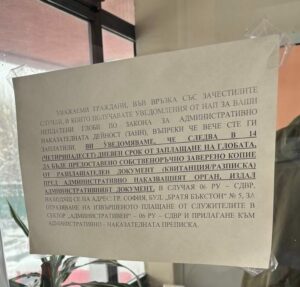 УВАЖАЕМИ ГРАЖДАНИ, ВЪВ ВРЪЗКА СЪС ЗАЧЕСТИЛИТЕ
СЛУЧАИ, В КОИТО ПОЛУЧАВАТЕ УВЕДОМЛЕНИЯ ОТ НАП ЗА ВАШИ
НЕПЛАТЕНИ ГЛОБИ ПО ЗАКОНА ЗА АДМИНИСТРАТИВНО
НАКАЗАТЕЛНАТА ДЕЙНОСТ (ЗАНН), ВЪПРЕКИ ЧЕ ВЕЧЕ СТЕ ГИ
ЗАПЛАТИЛИ, ВИ УВЕДОМЯВАМЕ, ЧЕ СЛЕДВА В 14
(ЧЕТИРИНАДЕСЕТ) ДНЕВЕН СРОК ОТ ЗАПЛАЩАНЕ НА ГЛОБАТА,
ДА БЪДЕ ПРЕДОСТАВЕНО СОБСТВЕНОРЪЧНО ЗАВЕРЕНО КОПИЕ
ОТ РАЗПЛАЩАТЕЛЕН ДОКУМЕНТ (КВИТАНЦИЯ/РАЗПИСКА)
ПРЕД АДМИНИСТРАТИВНО НАКАЗВАЩИЯТ ОРГАН, ИЗДАЛ
АДМИНИСТРАТИВНИЯТ ДОКУМЕНТ, В СЛУЧАЯ 06 РУ – СДВР,
НАХОДЯЩ СЕ НА АДРЕС: ГР. СОФИЯ, БУЛ. „БРАТЯ БЪКСТОН" № 5, ЗА
ОТРАЗЯВАНЕ НА ИЗВЪРШЕНОТО ПЛАЩАНЕ ОТ СЛУЖИТЕЛИТЕ В
СЕКТОР „АДМИНИСТРАТИВЕН" – 06 РУ – СДВР И ПРИЛАГАНЕ КЪМ
АДМИНИСТРАТИВНО - НАКАЗАТЕЛНАТА ПРЕПИСКА.